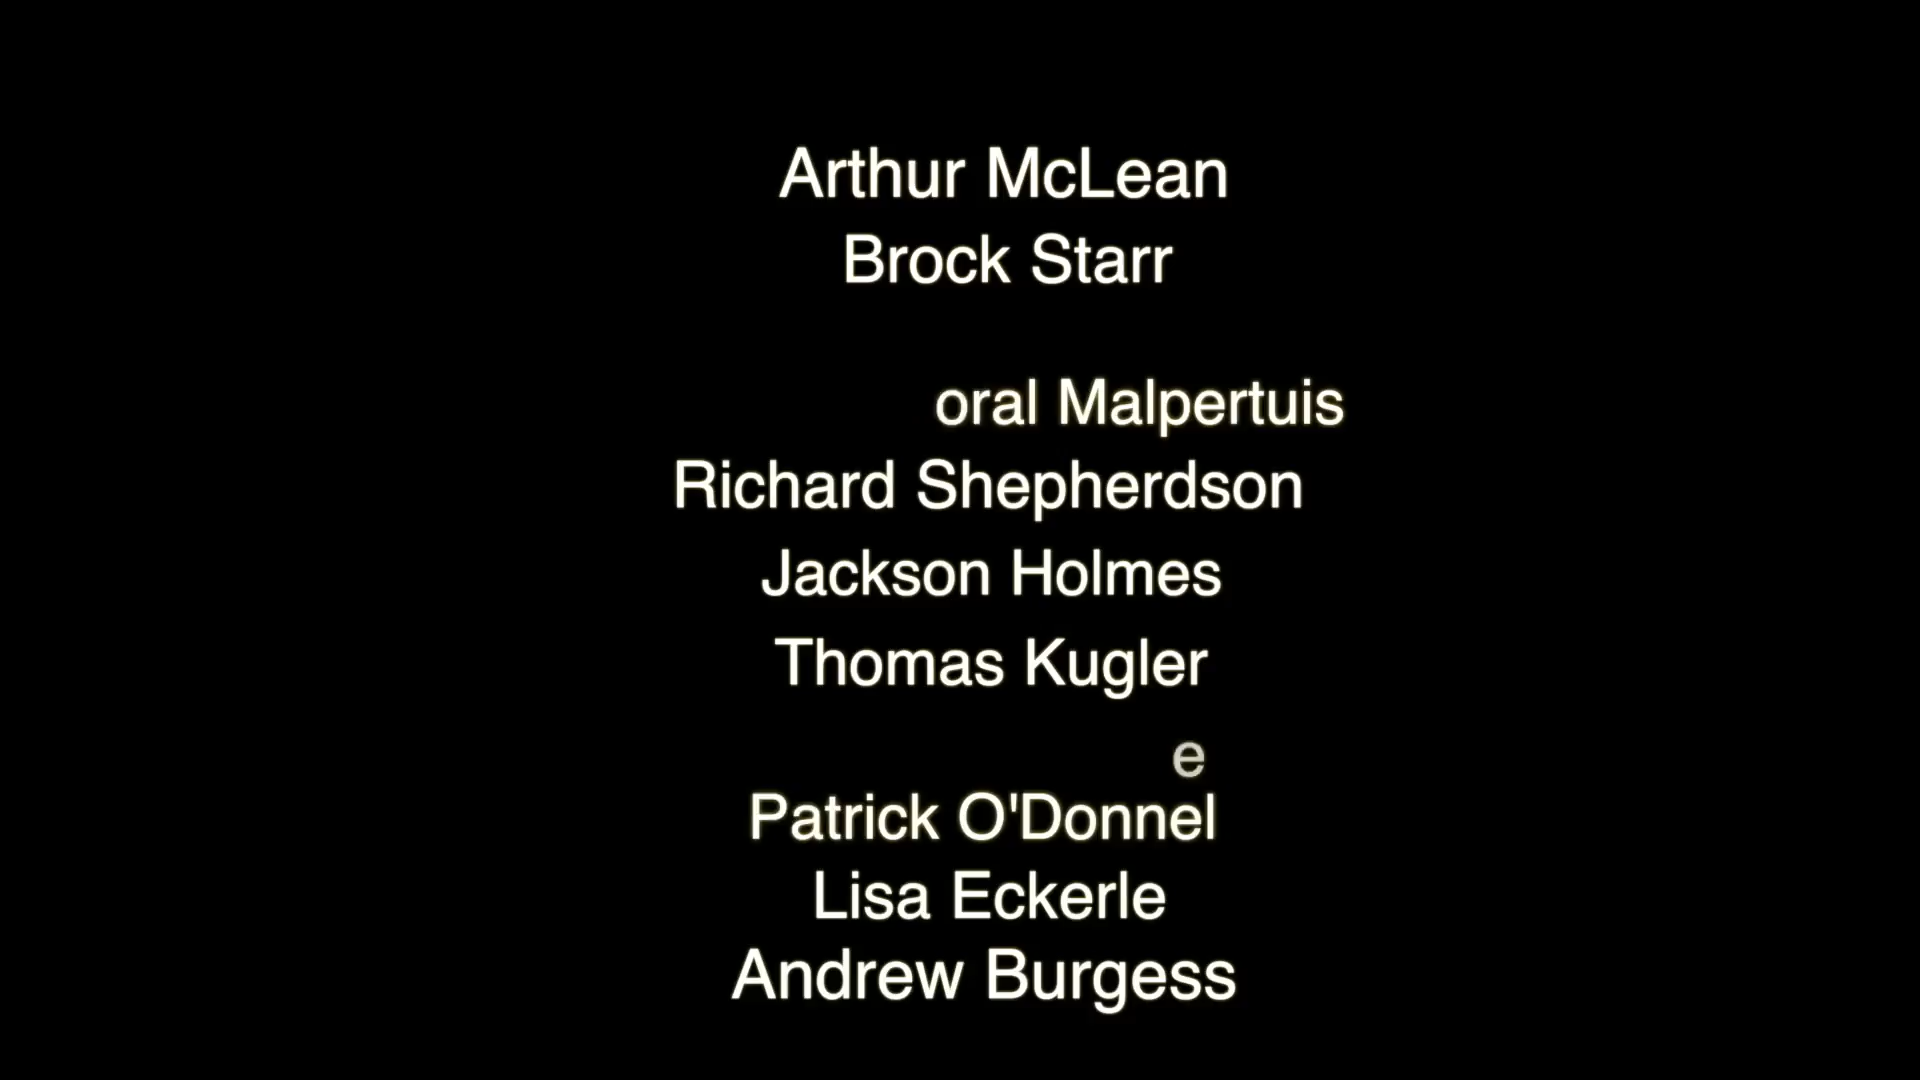 Arthur McLean
Brock Starr
oral Malpertuis
Richard Shepherdson
Jackson Holmes
Thomas Kugler
e
Patrick O'Donnel
Lisa Eckerle
Andrew Burgess